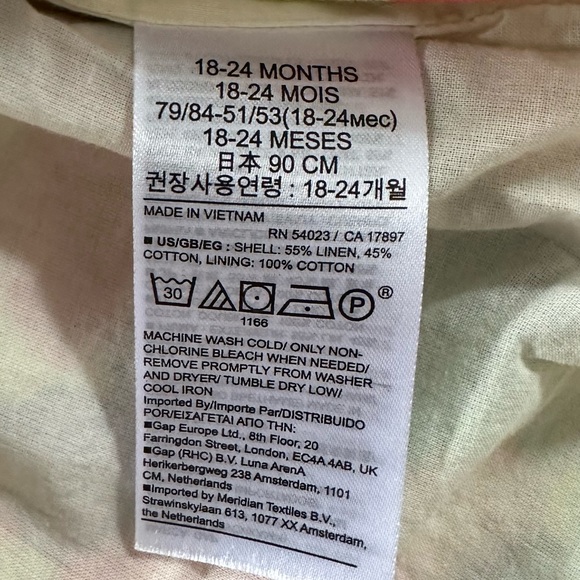 18-24 MONTHS
18-24 MOIS
79/84-51/53(18-24мес)
18-24 MESES
日本 90 CM
권장사용연령 : 18-24개월
MADE IN VIETNAM
RN 54023 / CA 17897
■ US/GB/EG : SHELL: 55% LINEN, 45%
COTTON, LINING: 100% COTTON
30 P ®
1166
MACHINE WASH COLD/ ONLY NON-
CHLORINE BLEACH WHEN NEEDED/
REMOVE PROMPTLY FROM WASHER
AND DRYER/ TUMBLE DRY LOW/
COOL IRON
Imported By/Importe Par/DISTRIBUIDO
POR/ΕΙΣΑΓΕΤΑΙ ΑΠΟ ΤΗΝ:
■Gap Europe Ltd., 8th Floor, 20
Farringdon Street, London, EC4A 4AB, UK
■Gap (RHC) B.V. Luna ArenA
Herikerbergweg 238 Amsterdam, 1101
CM, Netherlands
■Imported by Meridian Textiles B.V.,
Strawinskylaan 613, 1077 XX Amsterdam,
the Netherlands